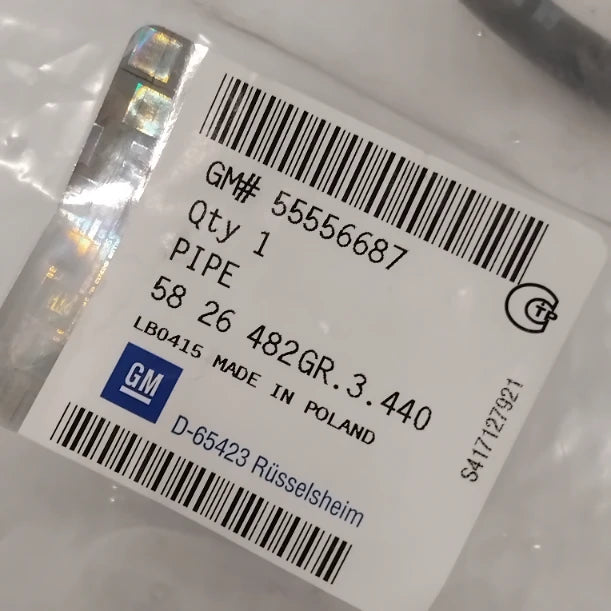 GM# 55556687
Qty 1
PIPE
58 26 482GR.3.440
LB0415 MADE IN POLAND
GM
D-65423 Rüsselsheim
S417127921